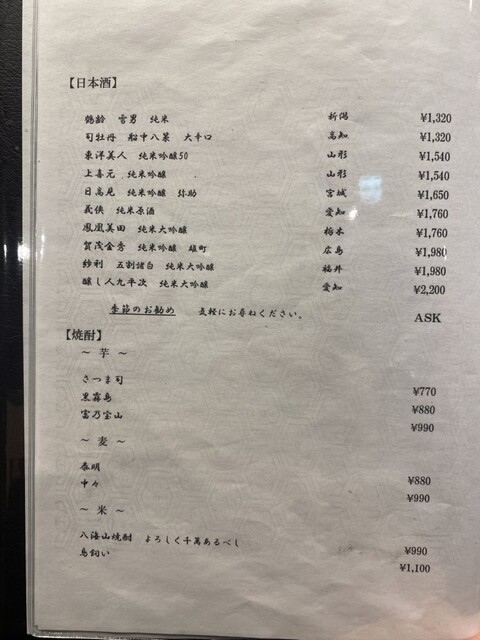 【日本酒】
鶴齢 雪男 純米 新潟 ¥1,320
司牡丹 船中八策 大辛口 高知 ¥1,320
東洋美人 純米吟醸50 山形 ¥1,540
上喜元 純米吟醸 山形 ¥1,540
日高見 純米吟醸 弥助 宮城 ¥1,650
義侠 純米原酒 愛知 ¥1,760
鳳凰美田 純米大吟醸 栃木 ¥1,760
賀茂金秀 純米吟醸 雄町 広島 ¥1,980
紗利 五割諸白 純米大吟醸 福井 ¥1,980
醸し人九平次 純米大吟醸 愛知 ¥2,200
季節のお勧め 気軽にお尋ねください。 ASK
【焼酎】
~ 芋 ~
さつま司 ¥770
黒霧島 ¥880
富乃宝山 ¥990
~ 麦 ~
泰明 ¥880
中々 ¥990
~ 米 ~
八海山焼酎 よろしく千萬あるべし ¥990
鳥飼い ¥1,100